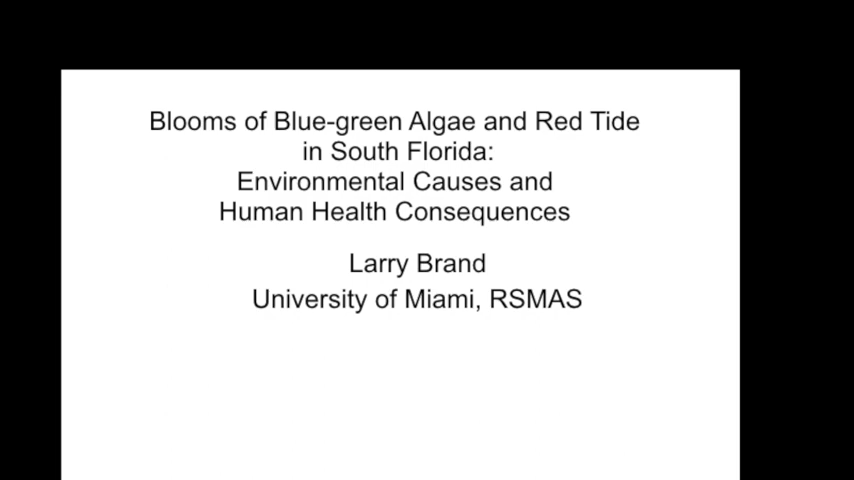 Blooms of Blue-green Algae and Red Tide
in South Florida:
Environmental Causes and
Human Health Consequences
Larry Brand
University of Miami, RSMAS